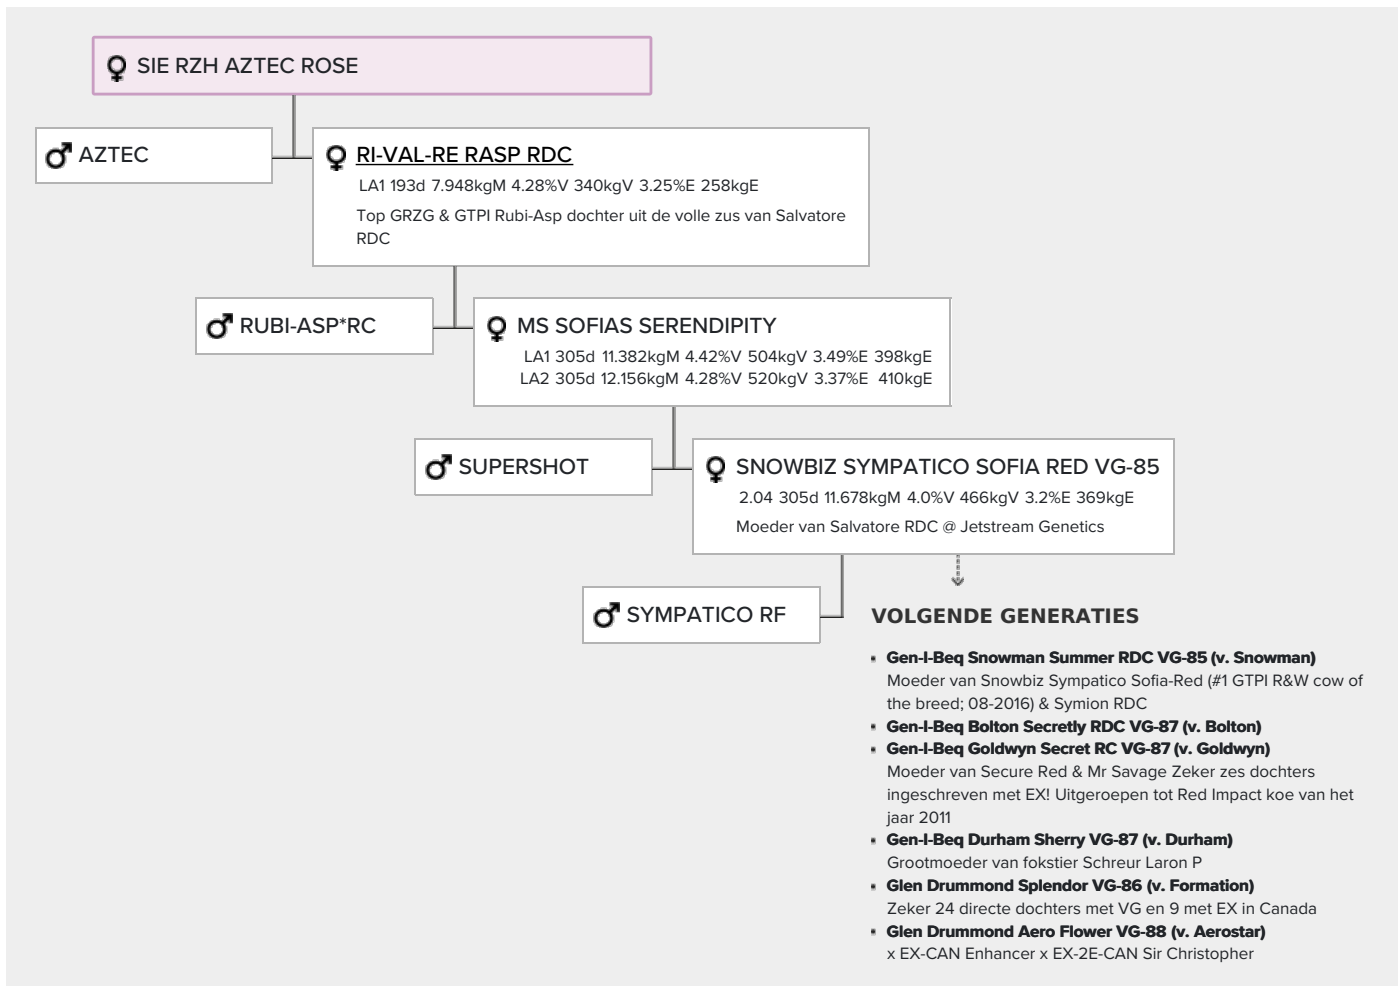 SIE RZH AZTEC ROSE
AZTEC
RI-VAL-RE RASP RDC
LA1 193d 7.948kgM 4.28%V 340kgV 3.25%E 258kgE
Top GRZG & GTPI Rubi-Asp dochter uit de volle zus van Salvatore
RDC
RUBI-ASP*RC
MS SOFIAS SERENDIPITY
LA1 305d 11.382kgM 4.42%V 504kgV 3.49%E 398kgE
LA2 305d 12.156kgM 4.28%V 520kgV 3.37%E 410kgE
SUPERSHOT
SNOWBIZ SYMPATICO SOFIA RED VG-85
2.04 305d 11.678kgM 4.0%V 466kgV 3.2%E 369kgE
Moeder van Salvatore RDC @ Jetstream Genetics
SYMPATICO RF
VOLGENDE GENERATIES
Gen-I-Beq Snowman Summer RDC VG-85 (v. Snowman)
Moeder van Snowbiz Sympatico Sofia-Red (#1 GTPI R&W cow of
the breed; 08-2016) & Symion RDC
Gen-I-Beq Bolton Secretly RDC VG-87 (v. Bolton)
Gen-I-Beq Goldwyn Secret RC VG-87 (v. Goldwyn)
Moeder van Secure Red & Mr Savage Zeker zes dochters
ingeschreven met EX! Uitgeroepen tot Red Impact koe van het
jaar 2011
Gen-I-Beq Durham Sherry VG-87 (v. Durham)
Grootmoeder van fokstier Schreur Laron P
Glen Drummond Splendor VG-86 (v. Formation)
Zeker 24 directe dochters met VG en 9 met EX in Canada
Glen Drummond Aero Flower VG-88 (v. Aerostar)
x EX-CAN Enhancer x EX-2E-CAN Sir Christopher